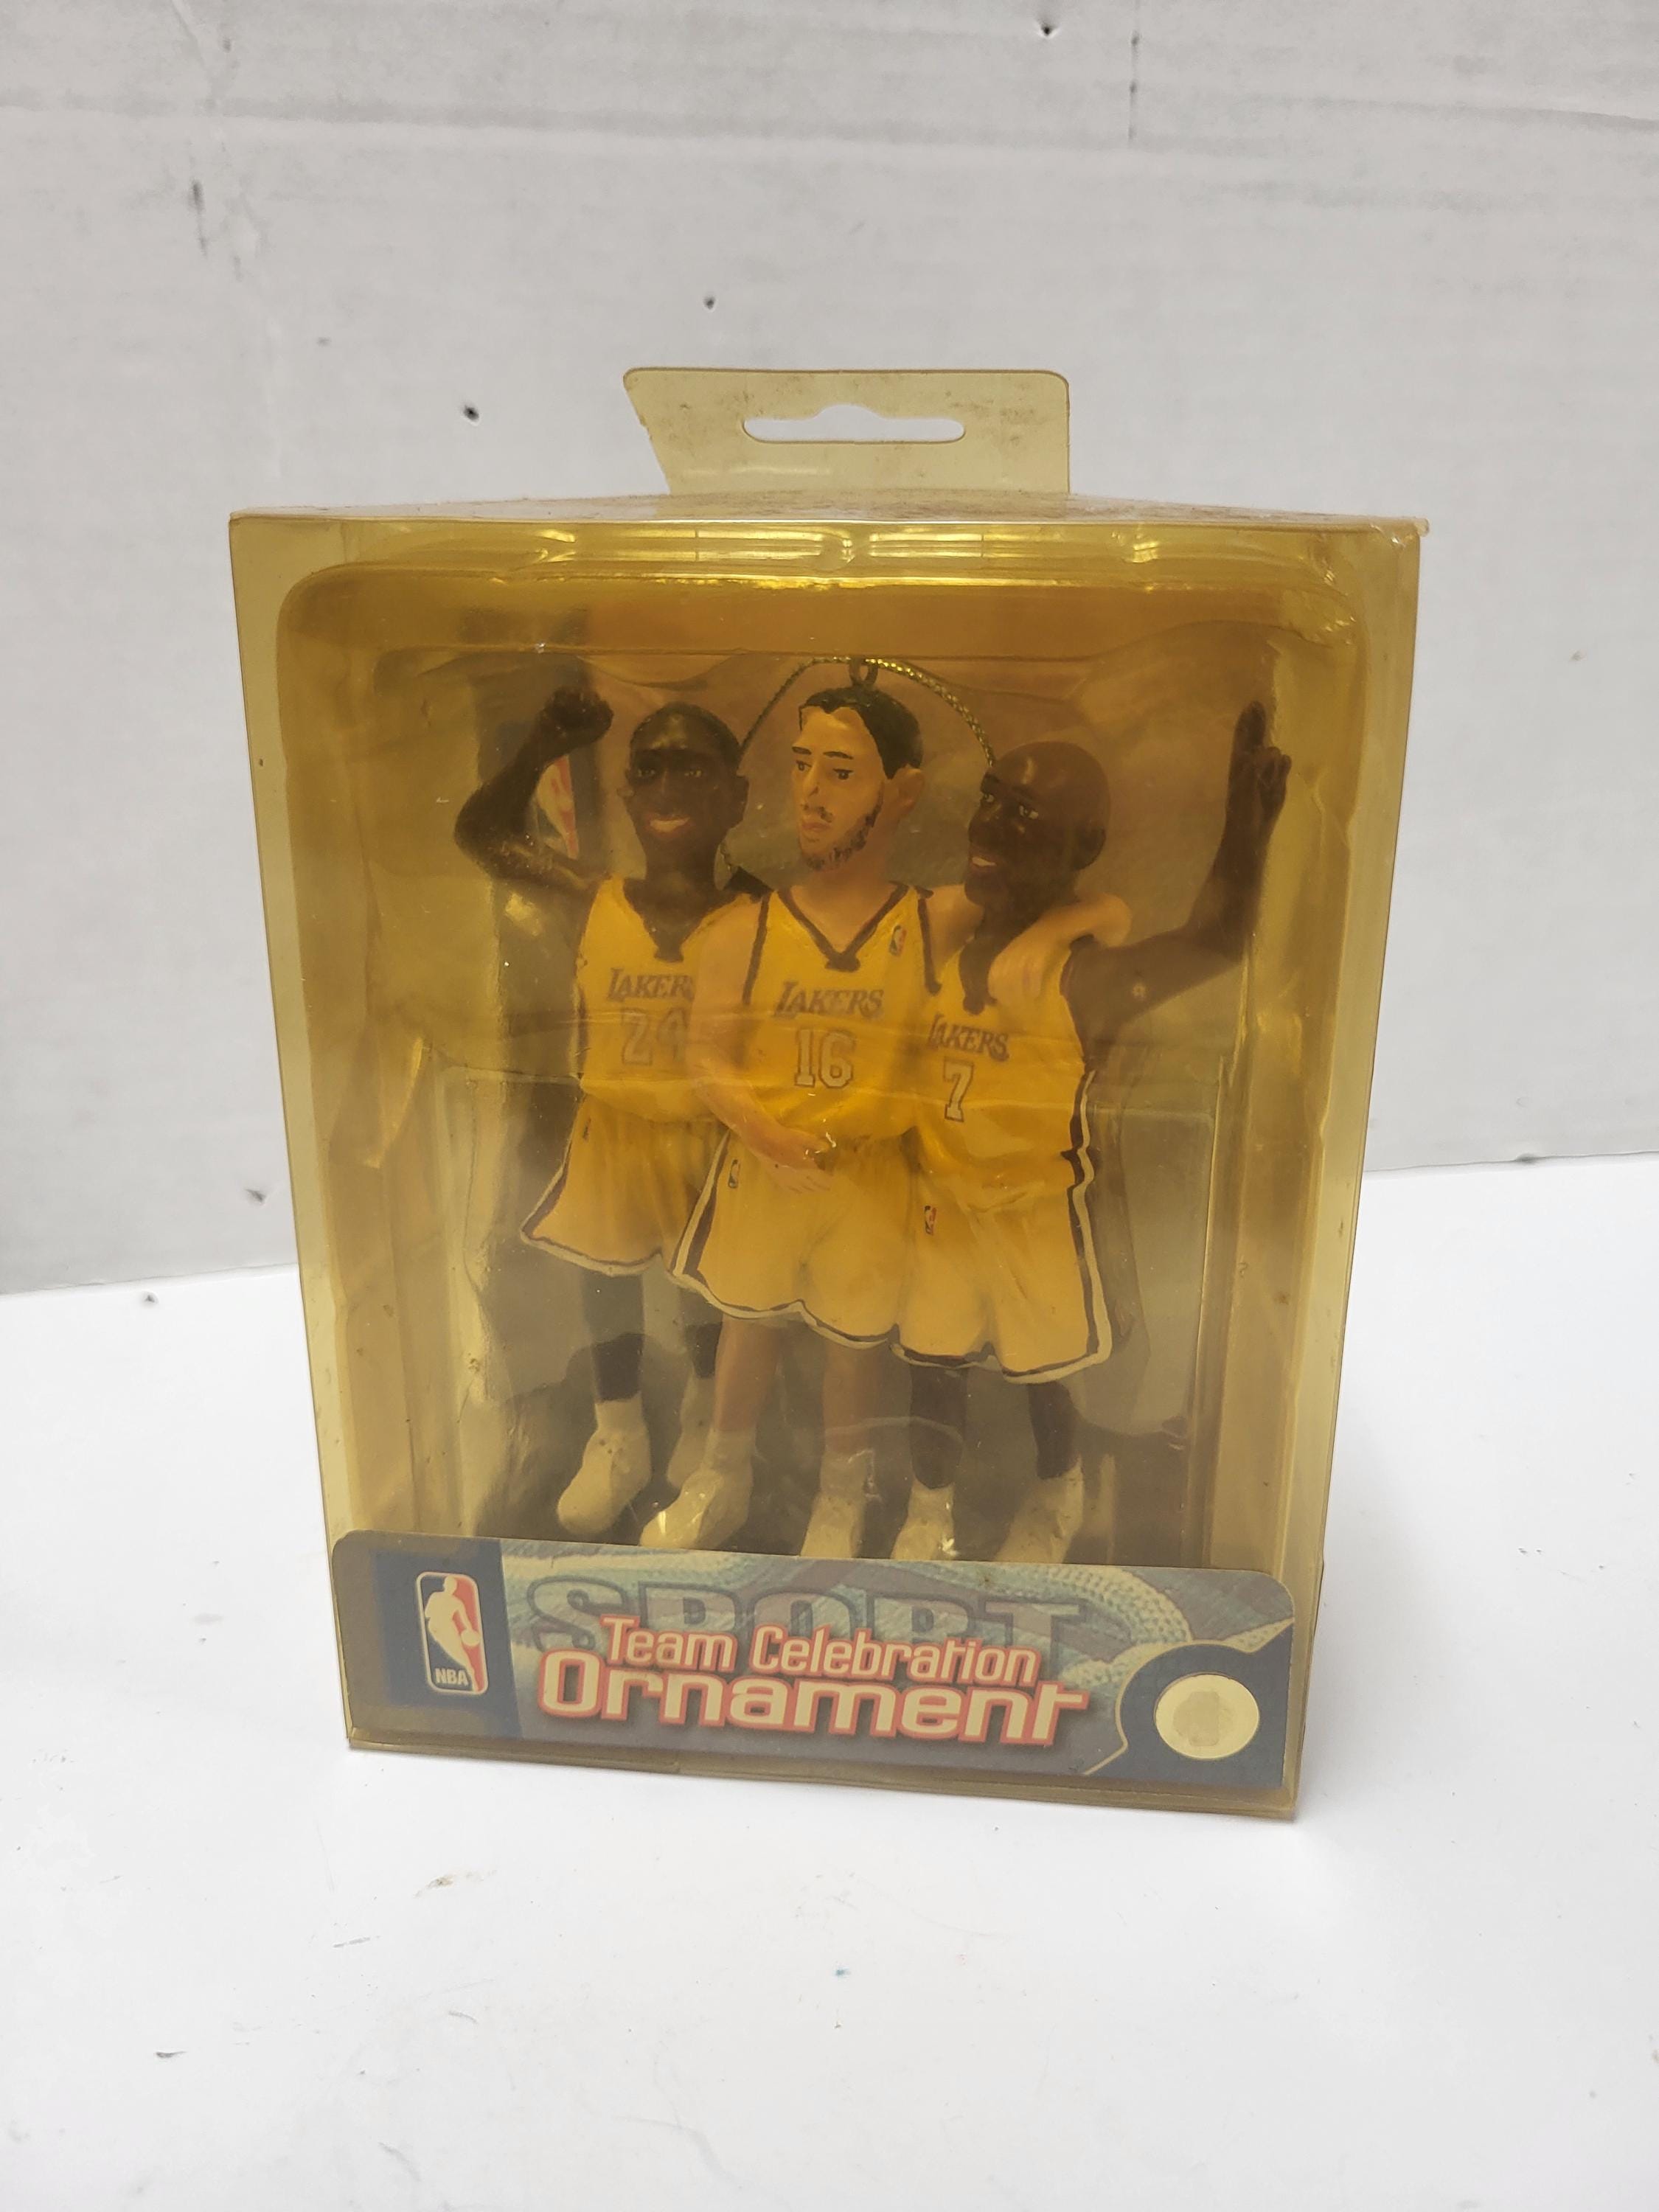 LAKERS
24
LAKERS
16
LAKERS
7
NBA
SPORT
Team Celebration
Ornament